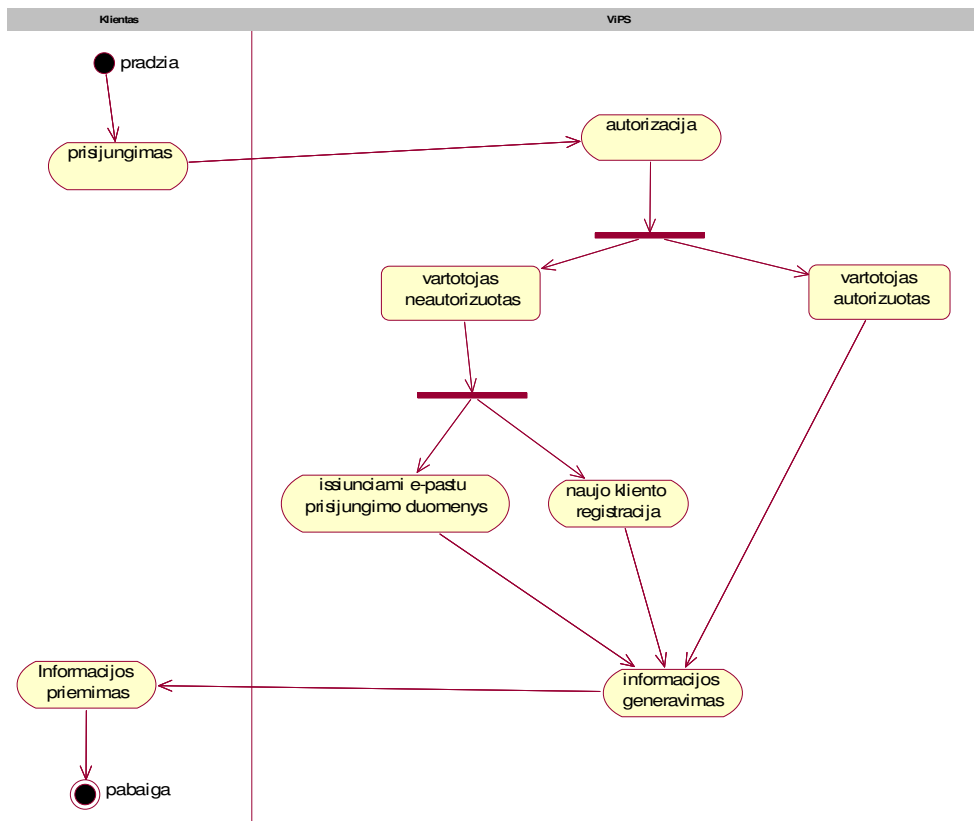 Klientas
ViPS
pradzia
prisijungimas
autorizacija
vartotojas
neautorizuotas
vartotojas
autorizuotas
issiunciami e-pastu
prisijungimo duomenys
naujo kliento
registracija
Informacijos
priemimas
informacijos
generavimas
pabaiga